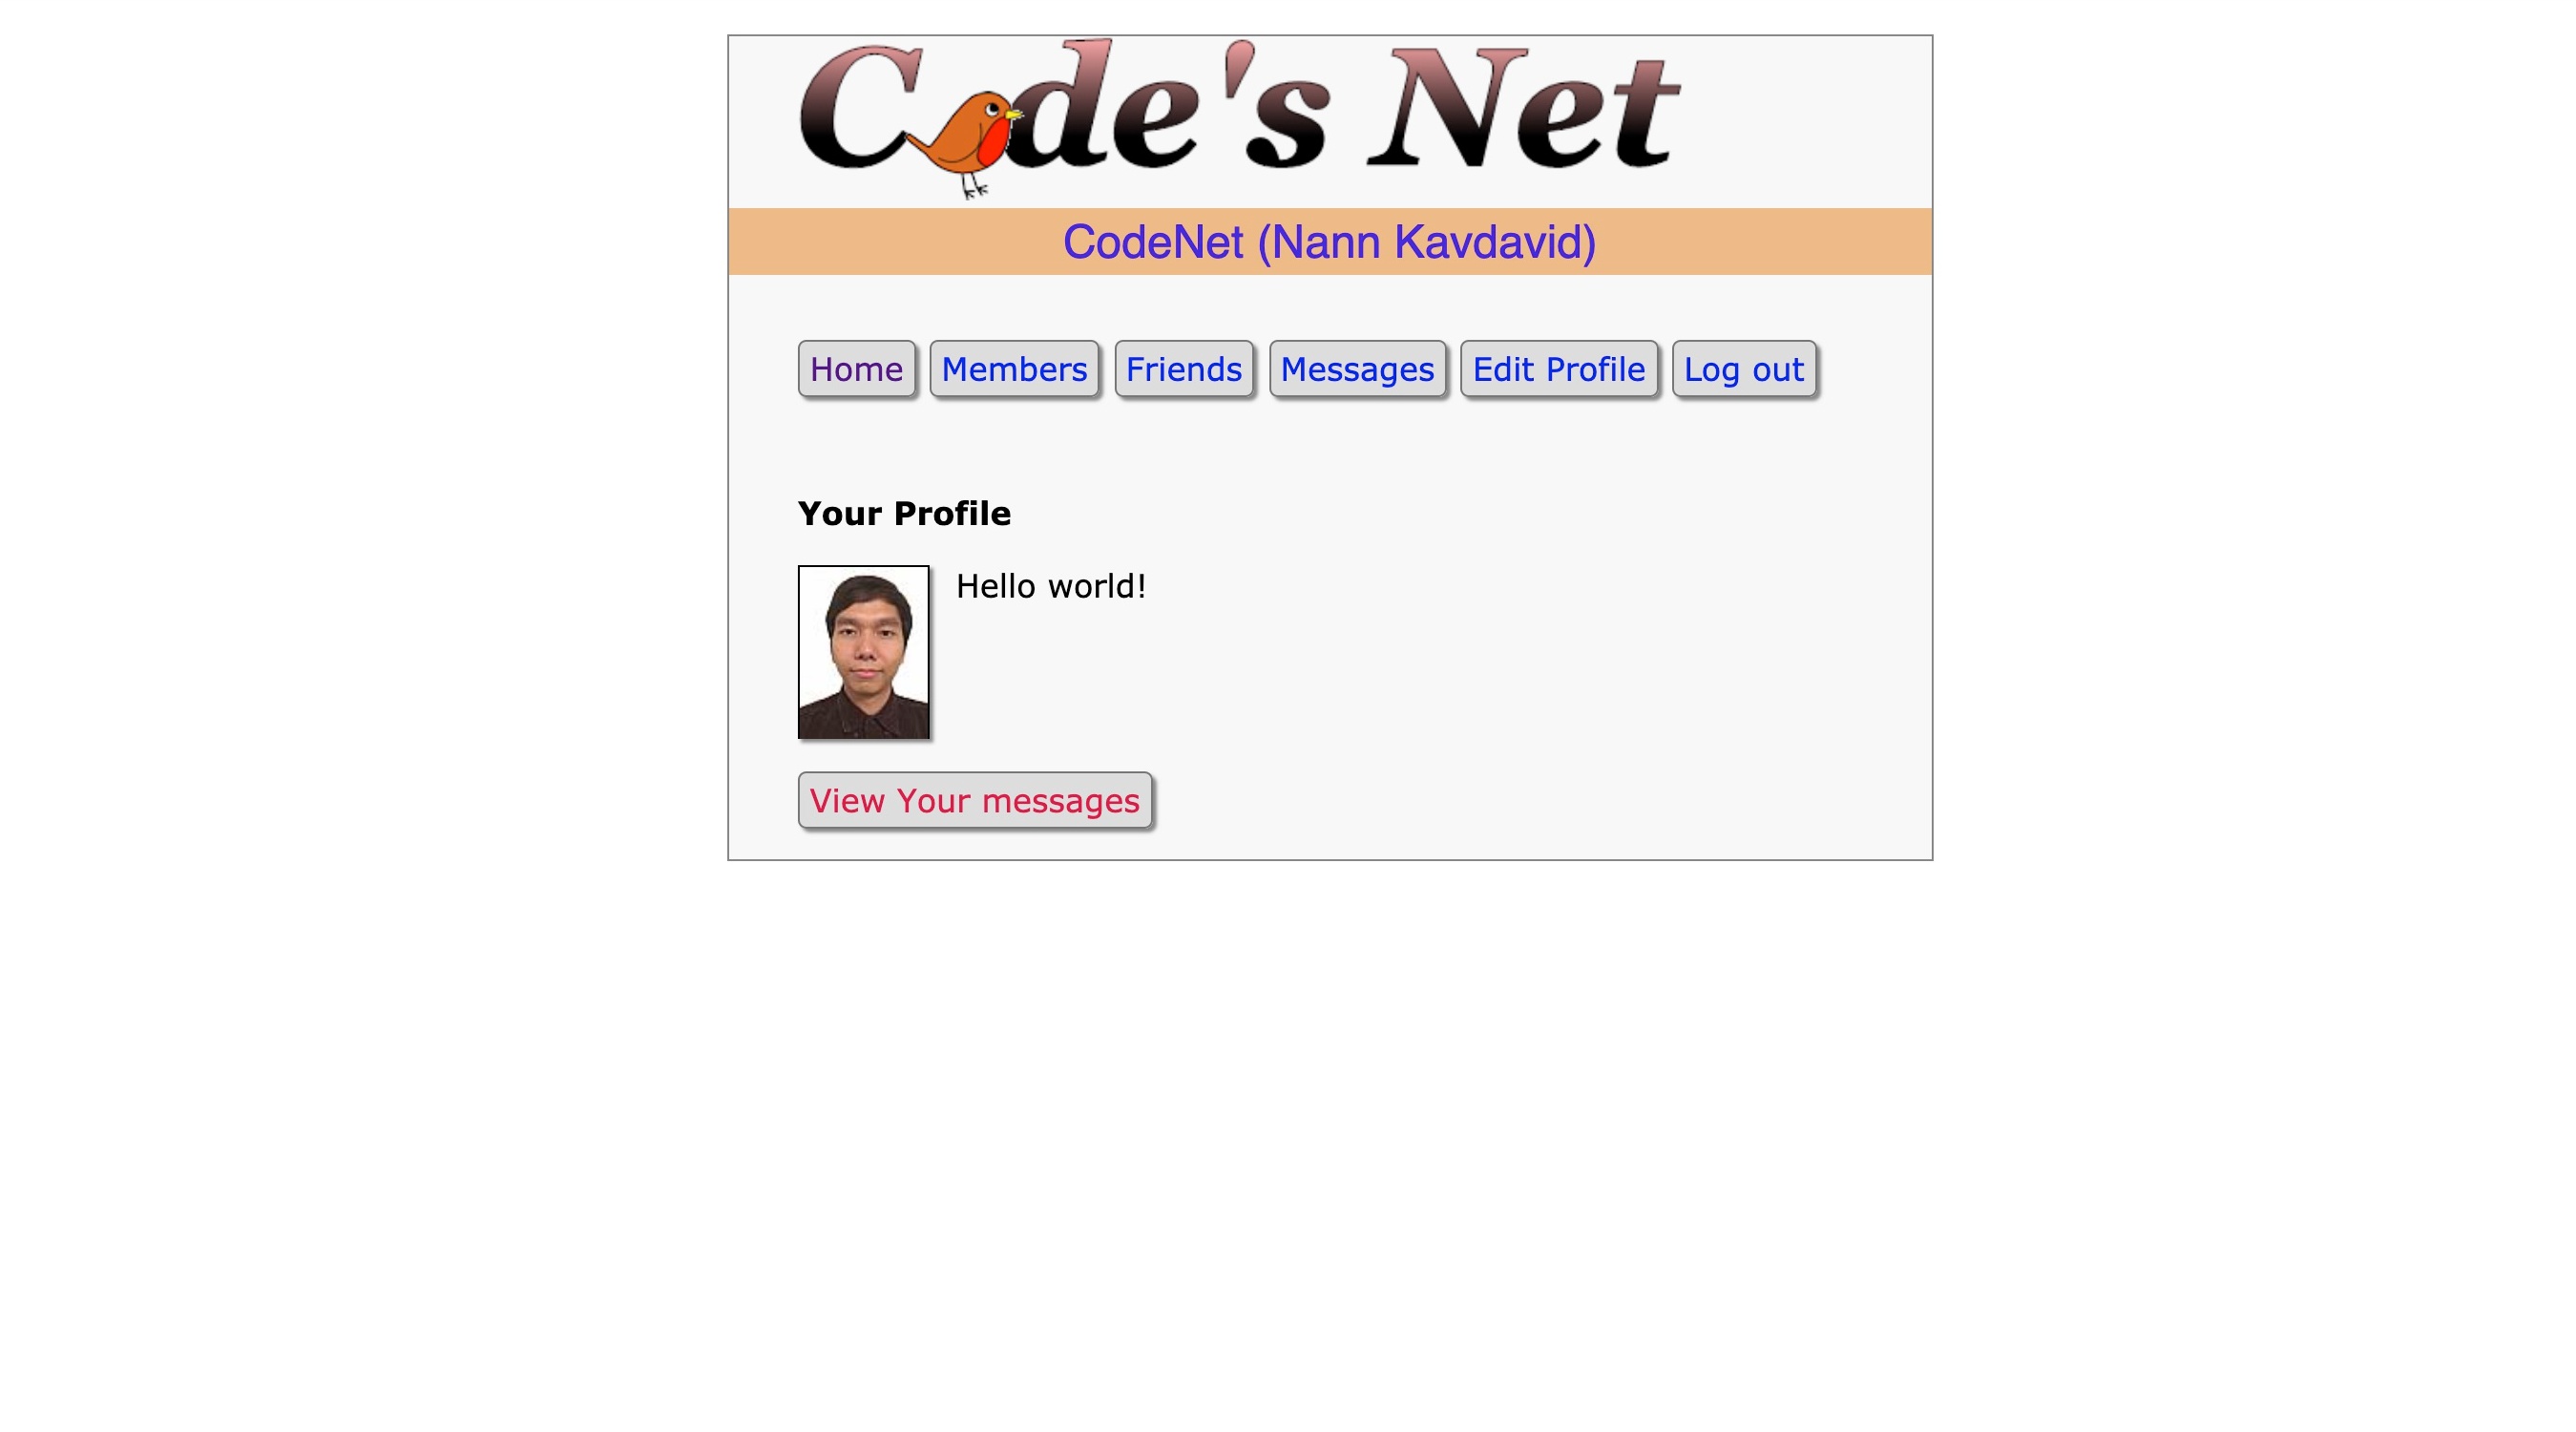 Code's Net
CodeNet (Nann Kavdavid)
Home Members Friends Messages Edit Profile Log out
Your Profile
Hello world!
View Your messages